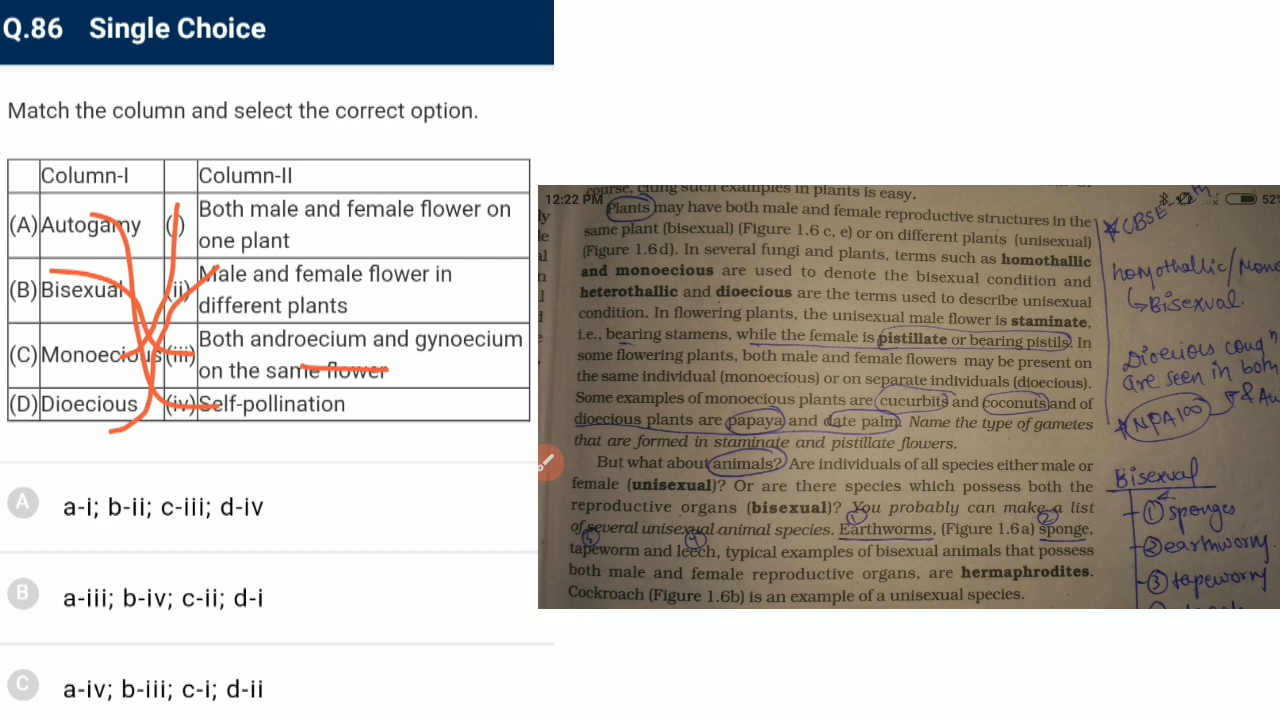 Q.86 Single Choice
Match the column and select the correct option.
Column-I Column-II
(A) Autogamy (i) Both male and female flower on
one plant
(B) Bisexual (ii) Male and female flower in
different plants
(C) Monoecious (iii) Both androecium and gynoecium
on the same flower
(D) Dioecious (iv) Self-pollination
A a-i; b-ii; c-iii; d-iv
B a-iii; b-iv; c-ii; d-i
C a-iv; b-iii; c-i; d-ii
12:22 PM
52%
course, citing such examples in plants is easy.
Plants may have both male and female reproductive structures in the
same plant (bisexual) (Figure 1.6 c, e) or on different plants (unisexual)
(Figure 1.6d). In several fungi and plants, terms such as homothallic
and monoecious are used to denote the bisexual condition and
heterothallic and dioecious are the terms used to describe unisexual
condition. In flowering plants, the unisexual male flower is staminate,
i.e., bearing stamens, while the female is pistillate or bearing pistils. In
some flowering plants, both male and female flowers may be present on
the same individual (monoecious) or on separate individuals (dioecious).
Some examples of monoecious plants are cucurbits and coconuts and of
dioecious plants are papaya and date palm. Name the type of gametes
that are formed in staminate and pistillate flowers.
But what about animals? Are individuals of all species either male or
female (unisexual)? Or are there species which possess both the
reproductive organs (bisexual)? You probably can make a list
of several unisexual animal species. Earthworms, (Figure 1.6a) sponge,
tapeworm and leech, typical examples of bisexual animals that possess
both male and female reproductive organs, are hermaphrodites.
Cockroach (Figure 1.6b) is an example of a unisexual species.
CBSE
homothallic/mono
Bisexual
Dioecious
are seen in both
Bisexual
① sponges
② earthworm
③ tapeworm